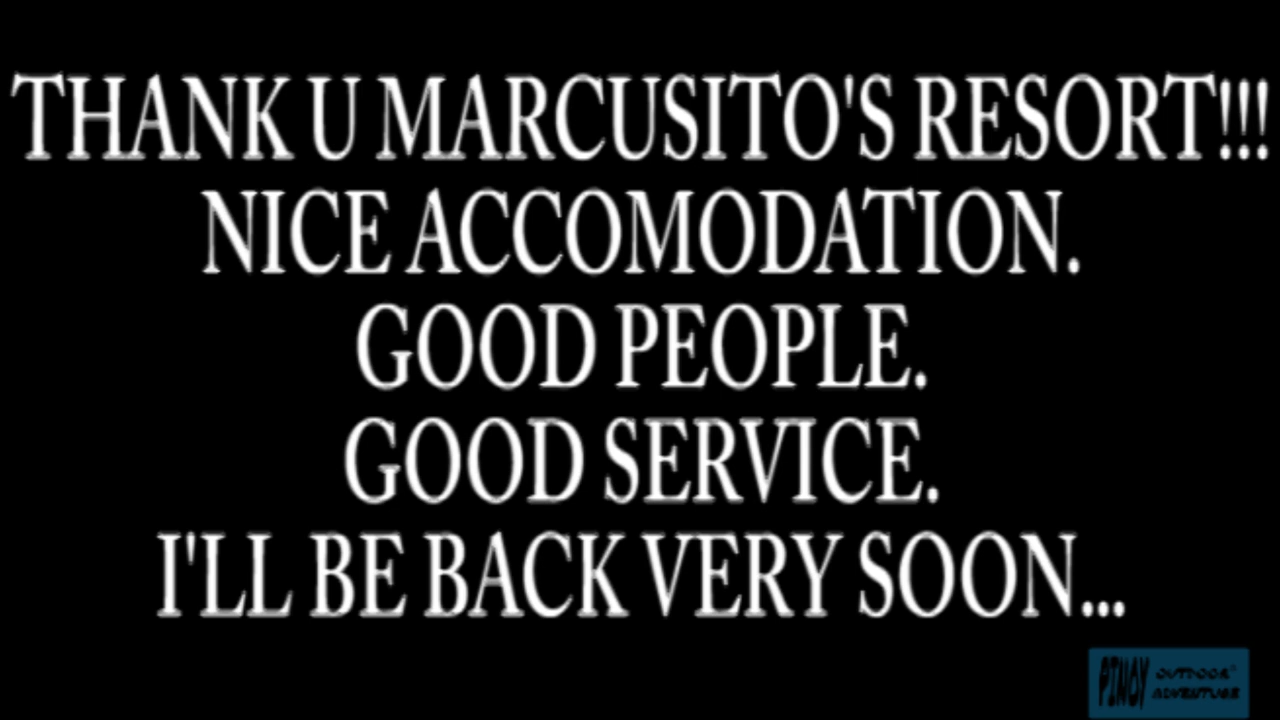 THANK U MARCUSITO'S RESORT!!!
NICE ACCOMODATION.
GOOD PEOPLE.
GOOD SERVICE.
I'LL BE BACK VERY SOON...
PINOY OUTDOOR
ADVENTURE